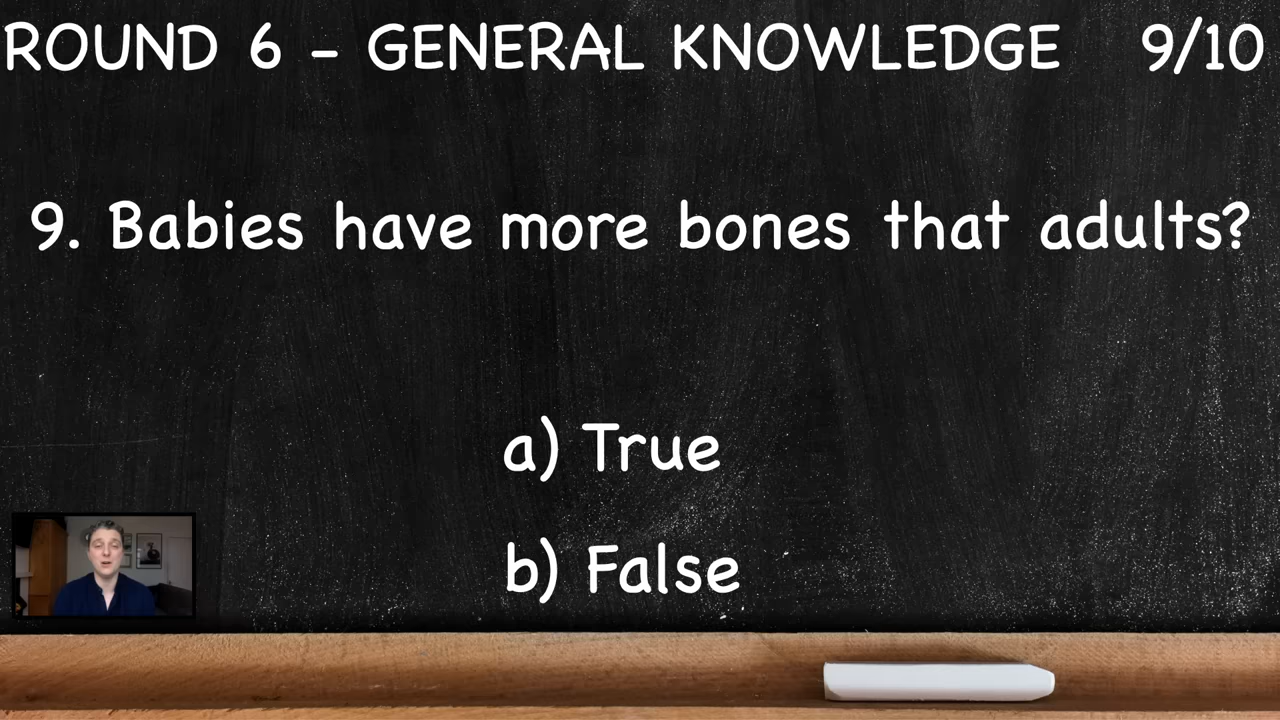 ROUND 6 - GENERAL KNOWLEDGE 9/10
9. Babies have more bones that adults?
a) True
b) False